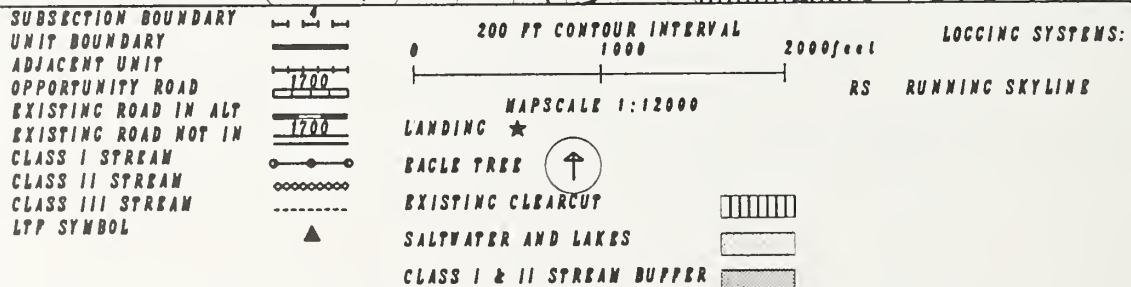 SUBSECTION BOUNDARY 4
UNIT BOUNDARY
ADJACENT UNIT
OPPORTUNITY ROAD 1700
EXISTING ROAD IN ALT
EXISTING ROAD NOT IN 1700
CLASS I STREAM
CLASS II STREAM
CLASS III STREAM
LTF SYMBOL
200 FT CONTOUR INTERVAL
0 1000 2000feet
MAPSCALE 1:12000
LANDING
EAGLE TREE
EXISTING CLEARCUT
SALTWATER AND LAKES
CLASS I & II STREAM BUFFER
LOGGING SYSTEMS:
RS RUNNING SKYLINE